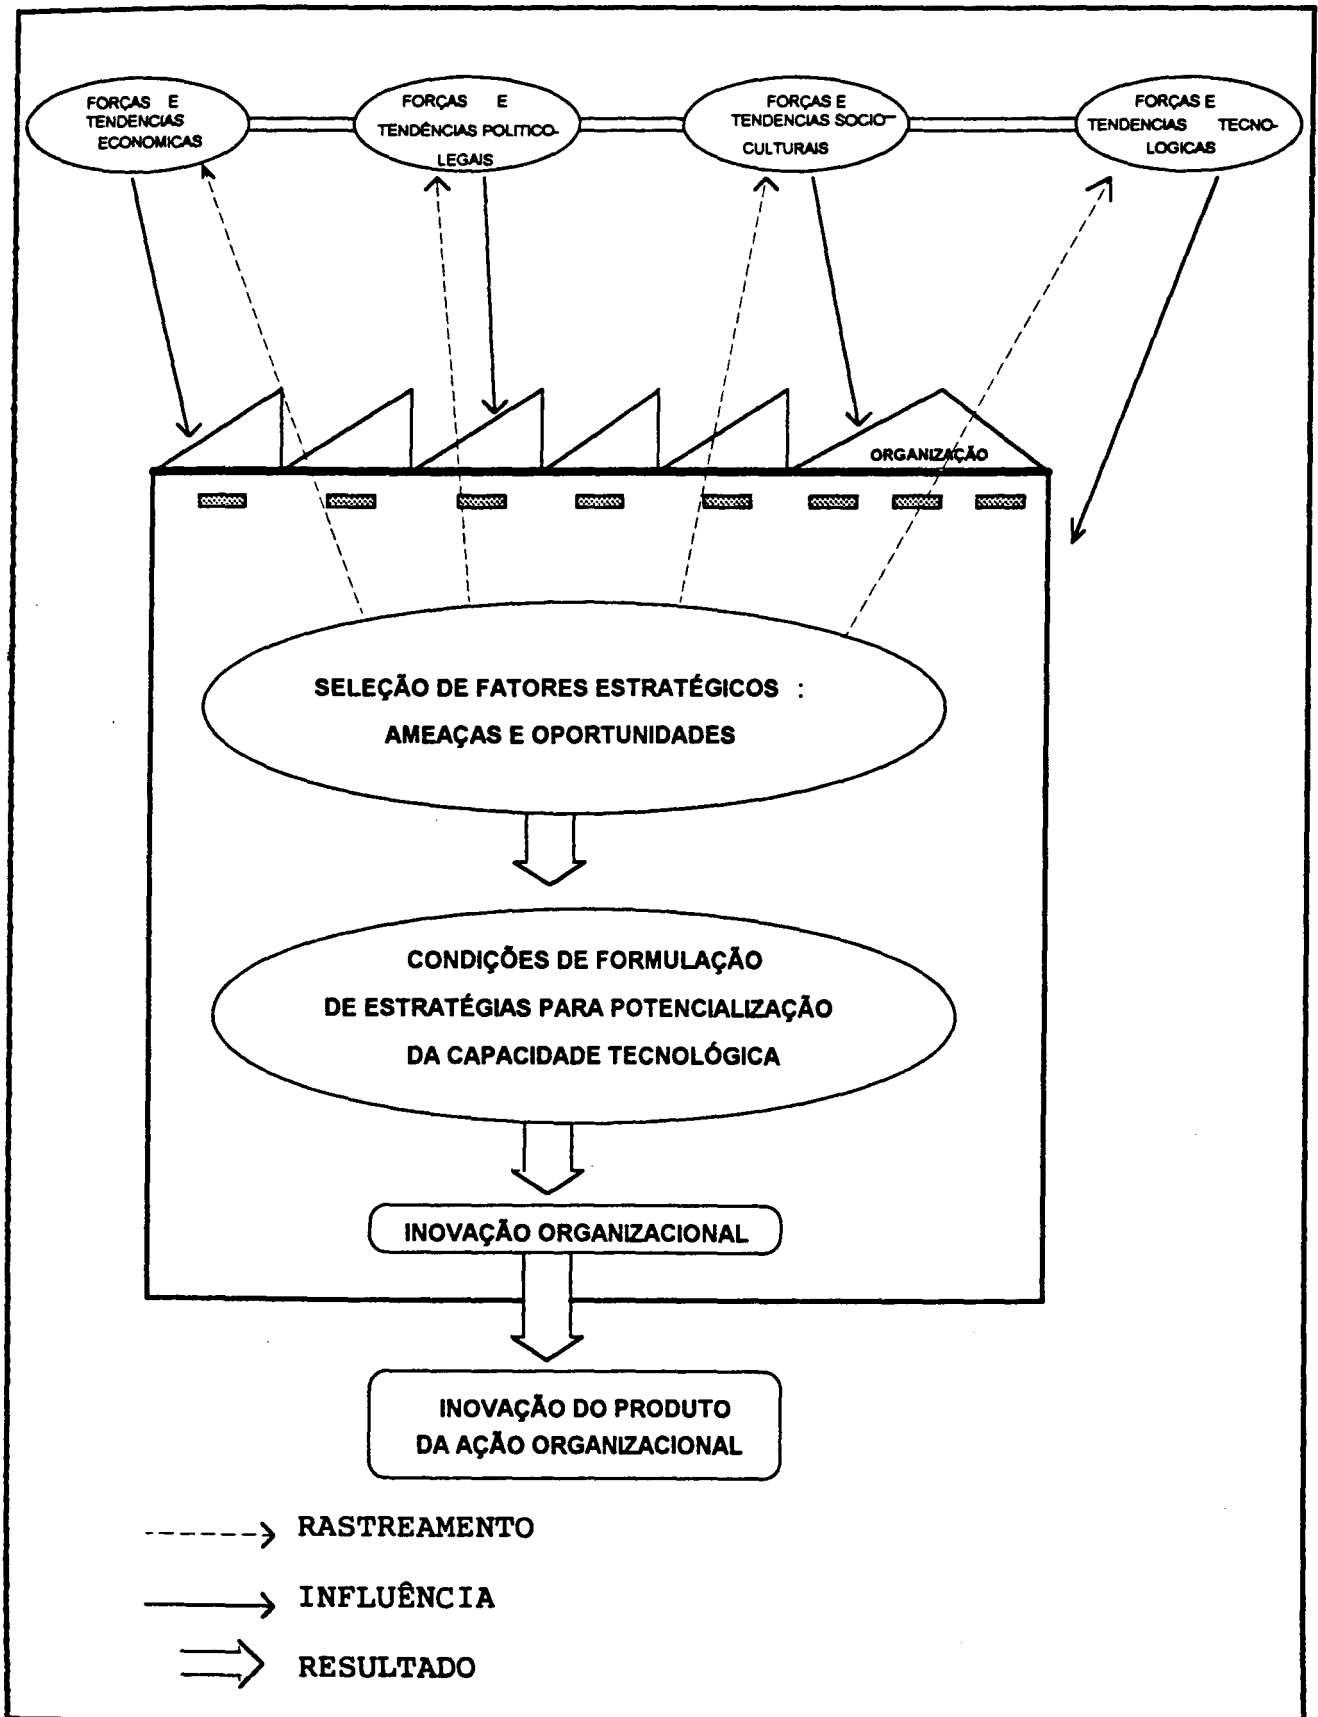 FORÇAS E
TENDENCIAS
ECONOMICAS
FORÇAS E
TENDÊNCIAS POLITICO-
LEGAIS
FORÇAS E
TENDENCIAS SOCIO-
CULTURAIS
FORÇAS E
TENDENCIAS TECNO-
LOGICAS
ORGANIZAÇÃO
SELEÇÃO DE FATORES ESTRATÉGICOS :
AMEAÇAS E OPORTUNIDADES
CONDIÇÕES DE FORMULAÇÃO
DE ESTRATÉGIAS PARA POTENCIALIZAÇÃO
DA CAPACIDADE TECNOLÓGICA
INOVAÇÃO ORGANIZACIONAL
INOVAÇÃO DO PRODUTO
DA AÇÃO ORGANIZACIONAL
RASTREAMENTO
INFLUÊNCIA
RESULTADO